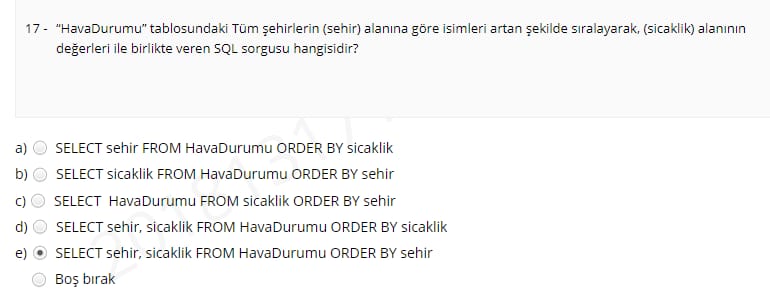 17 - “HavaDurumu” tablosundaki Tüm şehirlerin (sehir) alanına göre isimleri artan şekilde sıralayarak, (sicaklik) alanının
değerleri ile birlikte veren SQL sorgusu hangisidir?
a) SELECT sehir FROM HavaDurumu ORDER BY sicaklik
b) SELECT sicaklik FROM HavaDurumu ORDER BY sehir
c) SELECT HavaDurumu FROM sicaklik ORDER BY sehir
d) SELECT sehir, sicaklik FROM HavaDurumu ORDER BY sicaklik
e) SELECT sehir, sicaklik FROM HavaDurumu ORDER BY sehir
Boş bırak